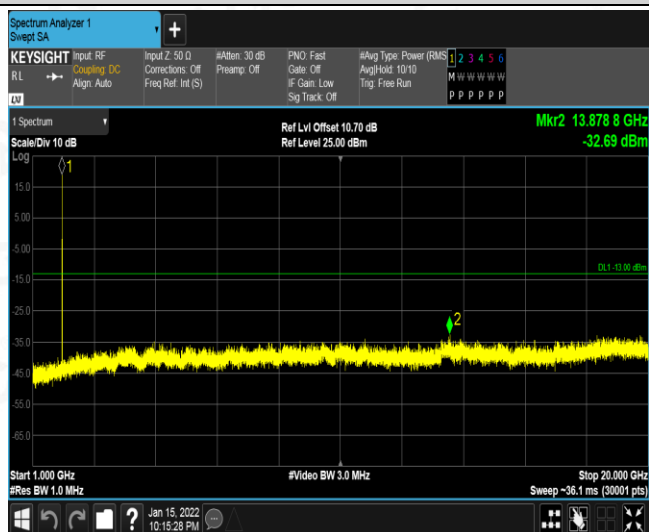 Spectrum Analyzer 1
Swept SA
KEYSIGHT
RL
LXI
Input: RF
Coupling: DC
Align: Auto
Input Z: 50 Ω
Corrections: Off
Freq Ref: Int (S)
#Atten: 30 dB
Preamp: Off
PNO: Fast
Gate: Off
IF Gain: Low
Sig Track: Off
#Avg Type: Power (RMS
Avg|Hold: 10/10
Trig: Free Run
1 2 3 4 5 6
M W W W W W
P P P P P P
1 Spectrum
Scale/Div 10 dB
Log
Ref Lvl Offset 10.70 dB
Ref Level 25.00 dBm
Mkr2 13.878 8 GHz
-32.69 dBm
1
15.0
5.00
-5.00
DL1 -13.00 dBm
-15.0
-25.0
2
-35.0
-45.0
-55.0
-65.0
Start 1.000 GHz
#Res BW 1.0 MHz
#Video BW 3.0 MHz
Stop 20.000 GHz
Sweep ~36.1 ms (30001 pts)
?
Jan 15, 2022
10:15:28 PM